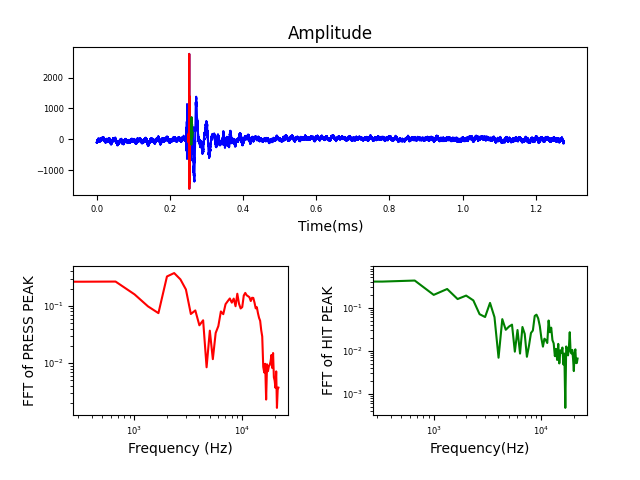 Amplitude
2000
1000
0
−1000
0.0 0.2 0.4 0.6 0.8 1.0 1.2
Time(ms)
FFT of PRESS PEAK
10⁻¹
10⁻²
10³ 10⁴
Frequency (Hz)
FFT of HIT PEAK
10⁻¹
10⁻²
10⁻³
10³ 10⁴
Frequency(Hz)